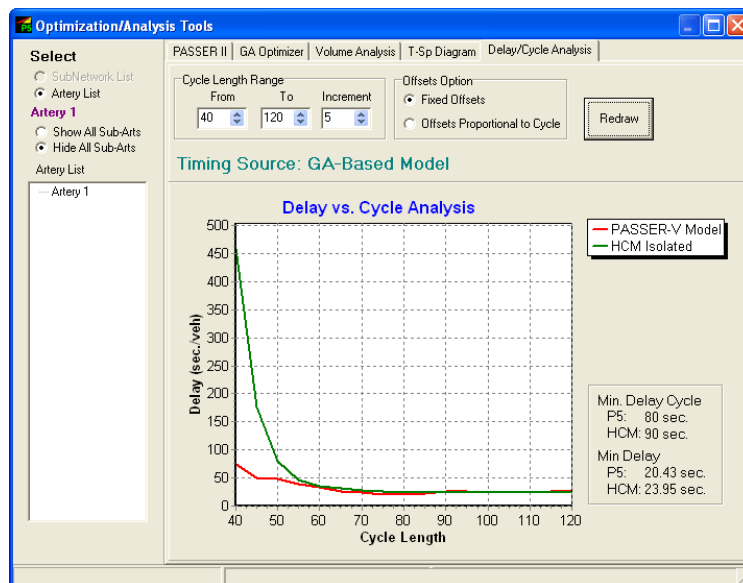 P5 Optimization/Analysis Tools
Select
SubNetwork List
Artery List
Artery 1
Show All Sub-Arts
Hide All Sub-Arts
Artery List
Artery 1
PASSER II
GA Optimizer
Volume Analysis
T-Sp Diagram
Delay/Cycle Analysis
Cycle Length Range
From To Increment
40 120 5
Offsets Option
Fixed Offsets
Offsets Proportional to Cycle
Redraw
Timing Source: GA-Based Model
Delay vs. Cycle Analysis
PASSER-V Model
HCM Isolated
Delay (sec./veh)
500
450
400
350
300
250
200
150
100
50
0
40 50 60 70 80 90 100 110 120
Cycle Length
Min. Delay Cycle
P5: 80 sec.
HCM: 90 sec.
Min Delay
P5: 20.43 sec.
HCM: 23.95 sec.